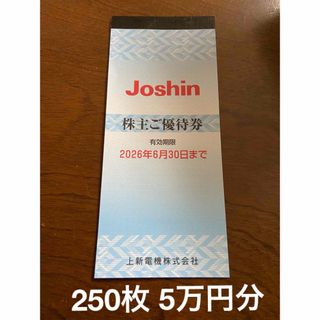 Joshin
株主ご優待券
有効期限
2026年6月30日まで
上新電機株式会社
250枚 5万円分